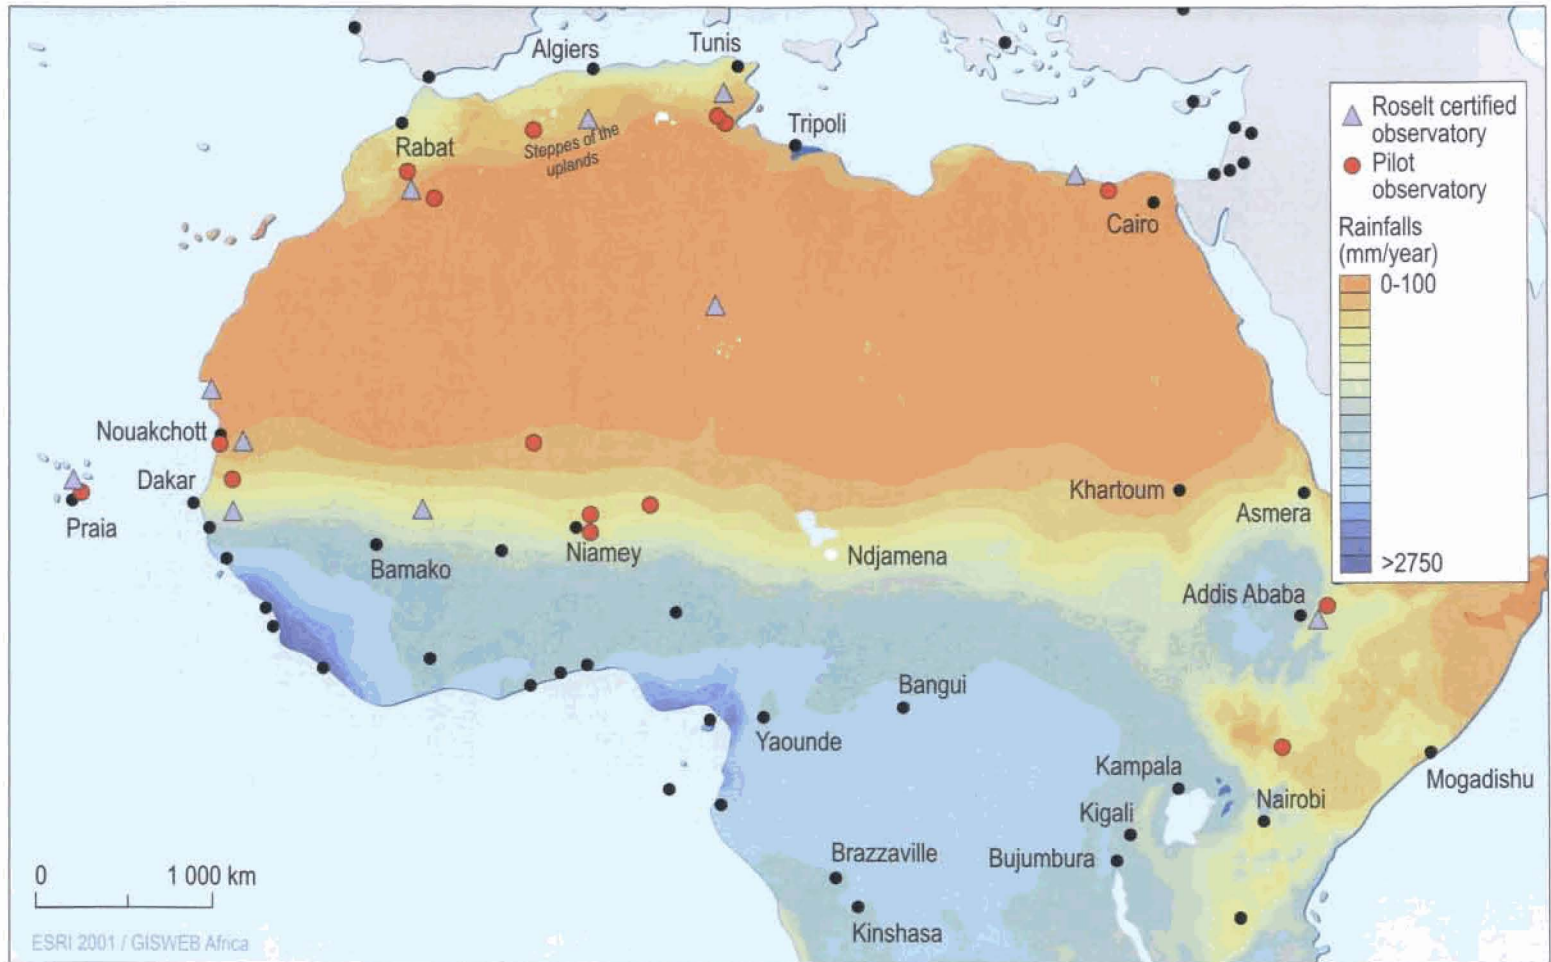 Algiers
Tunis
Roselt certified
observatory
Pilot
observatory
Rainfalls
(mm/year)
0-100
>2750
Tripoli
Rabat
Steppes of the
uplands
Cairo
Nouakchott
Dakar
Praia
Khartoum
Asmera
Bamako
Niamey
Ndjamena
Addis Ababa
Bangui
Yaounde
Kampala
Mogadishu
Nairobi
Kigali
Brazzaville
Bujumbura
Kinshasa
0 1 000 km
ESRI 2001 / GISWEB Africa